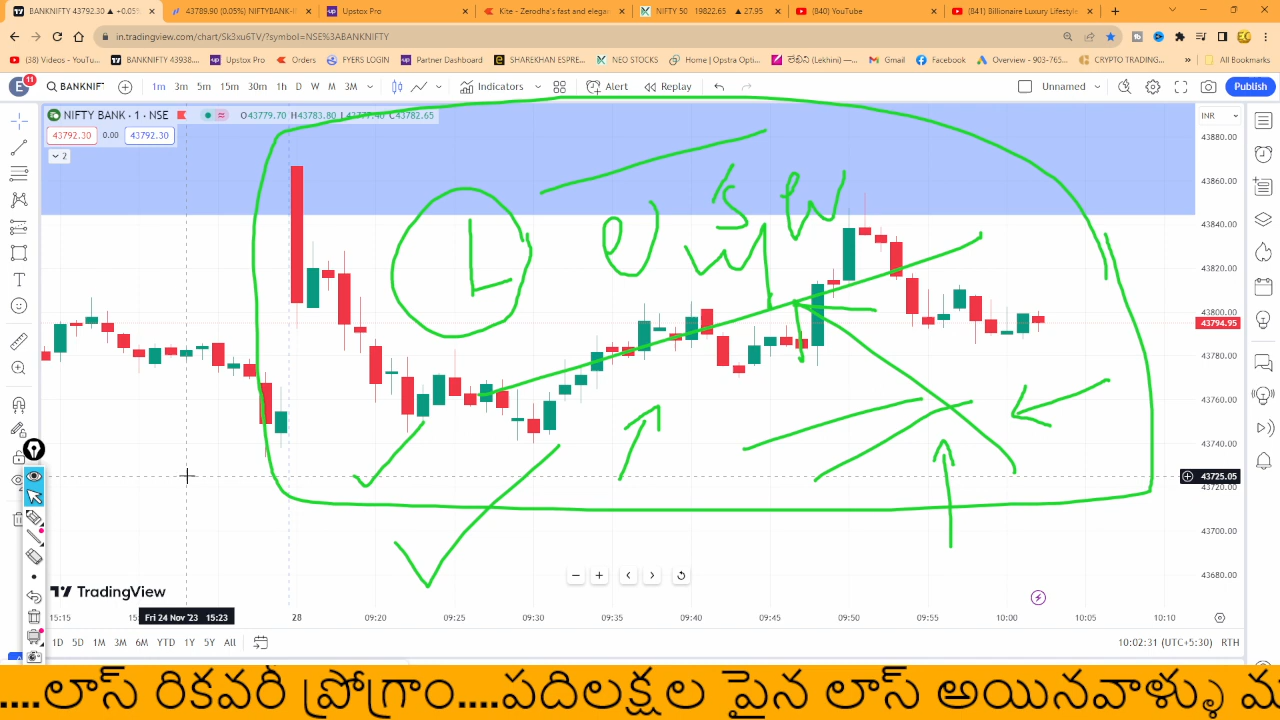 BANKNIFTY 43792.30 ▲ +0.05%
43789.90 (0.05%) NIFTYBANK-I
Upstox Pro
Kite - Zerodha's fast and elega
NIFTY 50 19822.65 ▲ 27.95
(840) YouTube
(841) Billionaire Luxury Lifestyle
in.tradingview.com/chart/Sk3xu6TV/?symbol=NSE%3ABANKNIFTY
(38) Videos - YouTu...
BANKNIFTY 43938....
Upstox Pro
Orders
FYERS LOGIN
Partner Dashboard
SHAREKHAN ESPRE...
NEO STOCKS
Home | Opstra Opti...
తెలుగు (Lekhini) —...
Gmail
Facebook
Overview - 903-765...
CRYPTO TRADING...
»
All Bookmarks
E 11 BANKNIF 1m 3m 5m 15m 30m 1h D W M 3M Indicators Alert Replay Unnamed Publish
NIFTY BANK · 1 · NSE O43779.70 H43783.80 L43777.40 C43782.65
43792.30 0.00 43792.30
2
INR
43880.00
43860.00
43840.00
43820.00
43800.00
43794.95
43780.00
43760.00
43740.00
43725.05
43720.00
43700.00
43680.00
L
TradingView
15:15
Fri 24 Nov '23 15:23
28 09:20 09:25 09:30 09:35 09:40 09:45 09:50 09:55 10:00 10:05 10:10
1D 5D 1M 3M 6M YTD 1Y 5Y All 10:02:31 (UTC+5:30) RTH
....లాస్ రికవరీ ప్రోగ్రాం....పదిలక్షల పైన లాస్ అయినవాళ్ళు